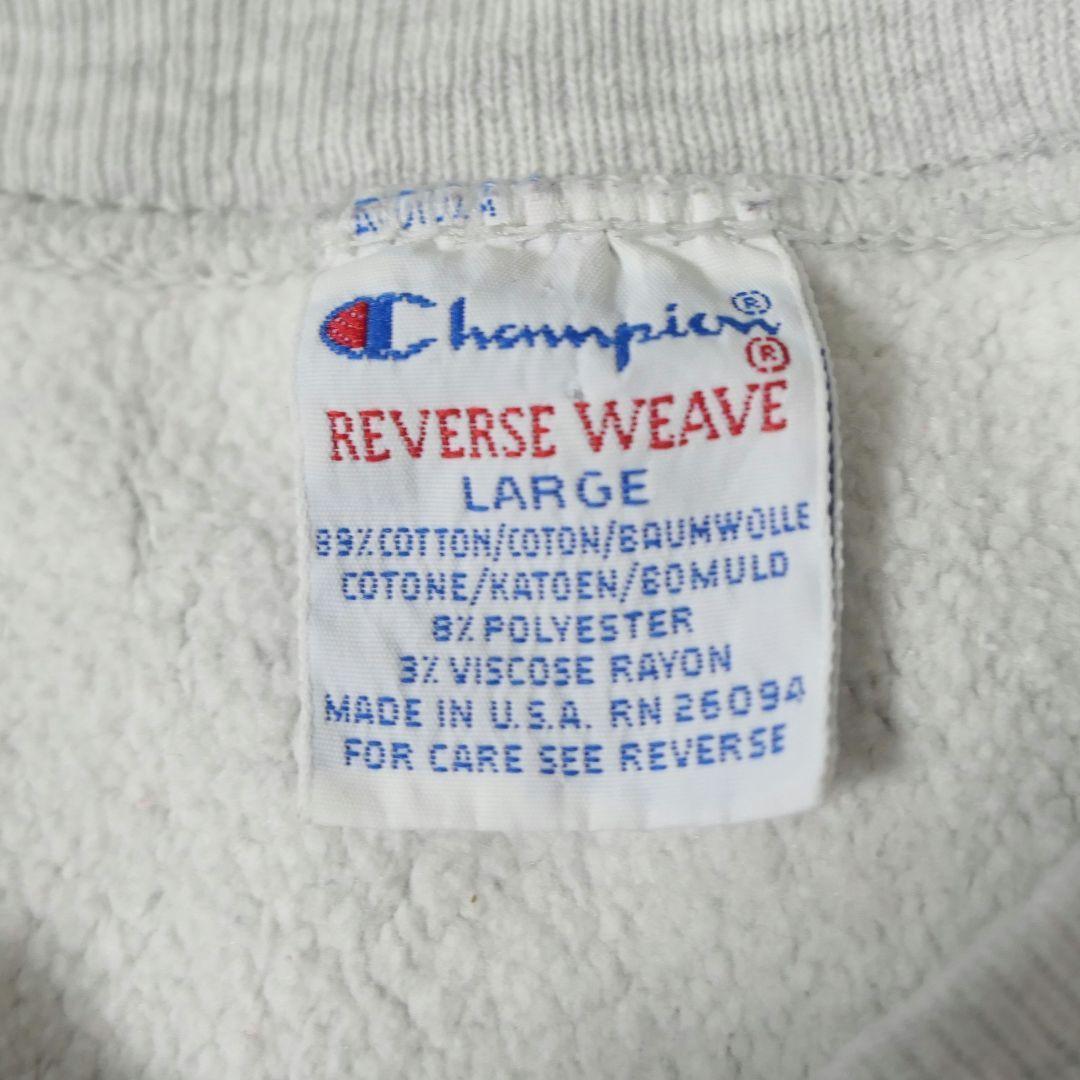 Champion®
REVERSE WEAVE®
LARGE
89% COTTON/COTON/BAUMWOLLE
COTONE/KATOEN/BOMULD
8% POLYESTER
3% VISCOSE RAYON
MADE IN U.S.A. RN 26094
FOR CARE SEE REVERSE